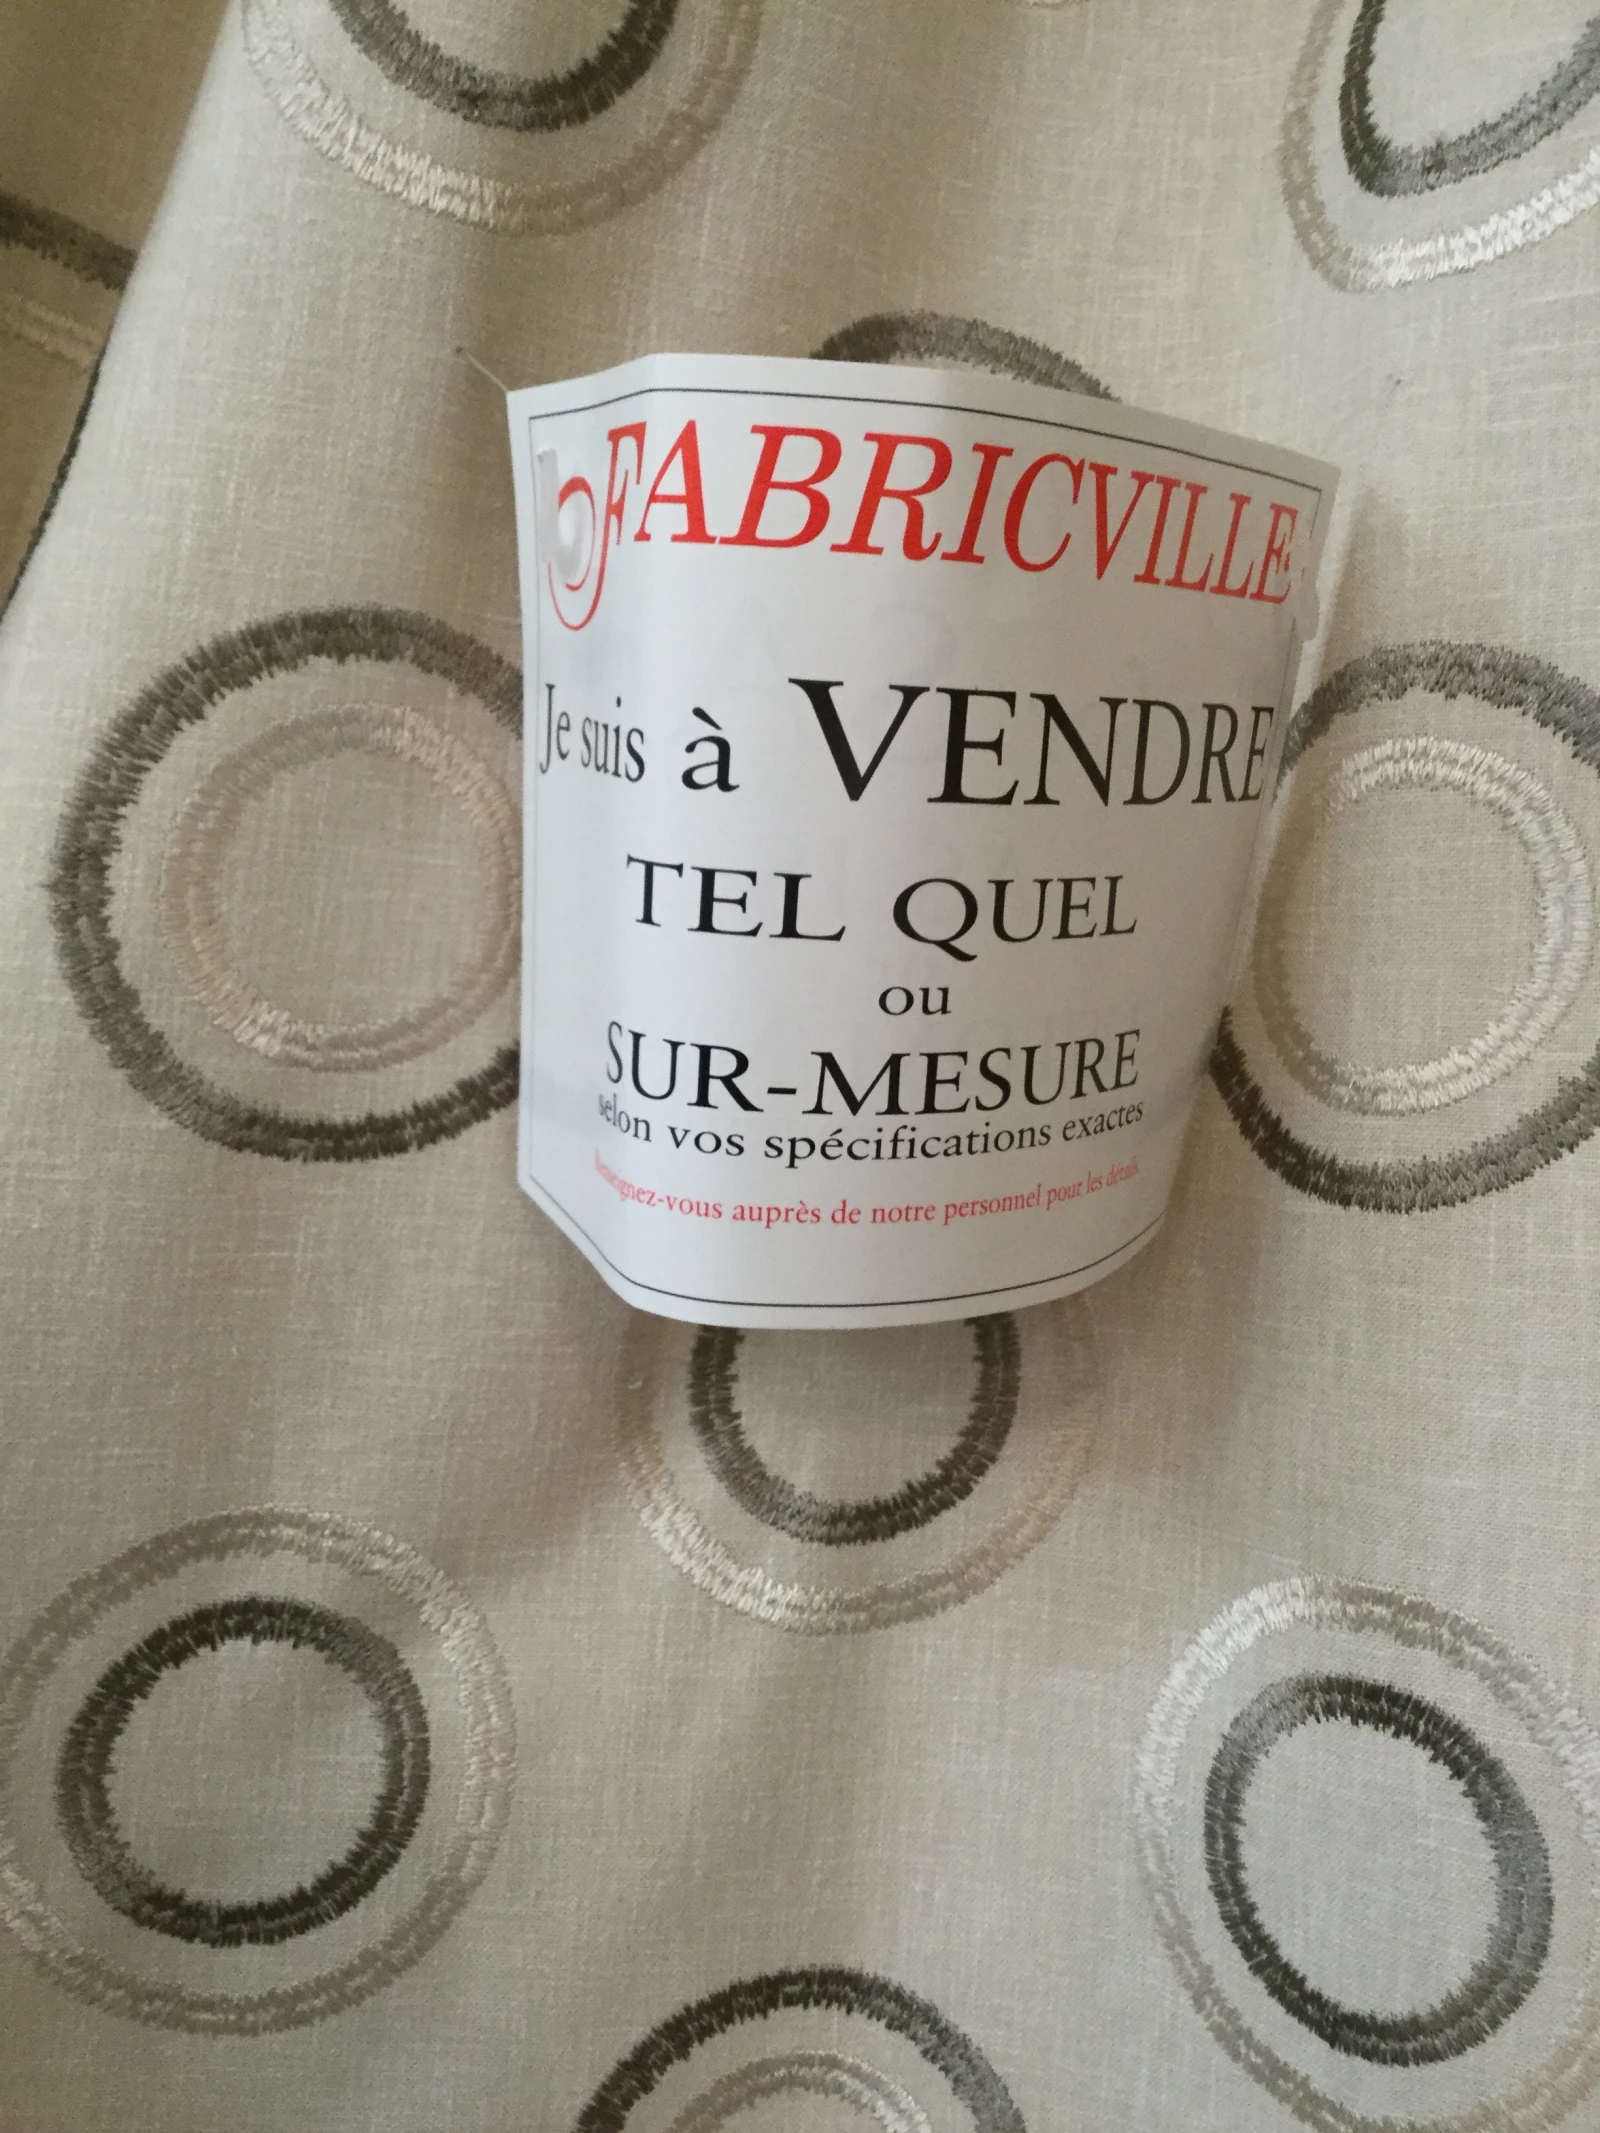 FABRICVILLE
Je suis à VENDRE
TEL QUEL
ou
SUR-MESURE
selon vos spécifications exactes
Renseignez-vous auprès de notre personnel pour les détails.